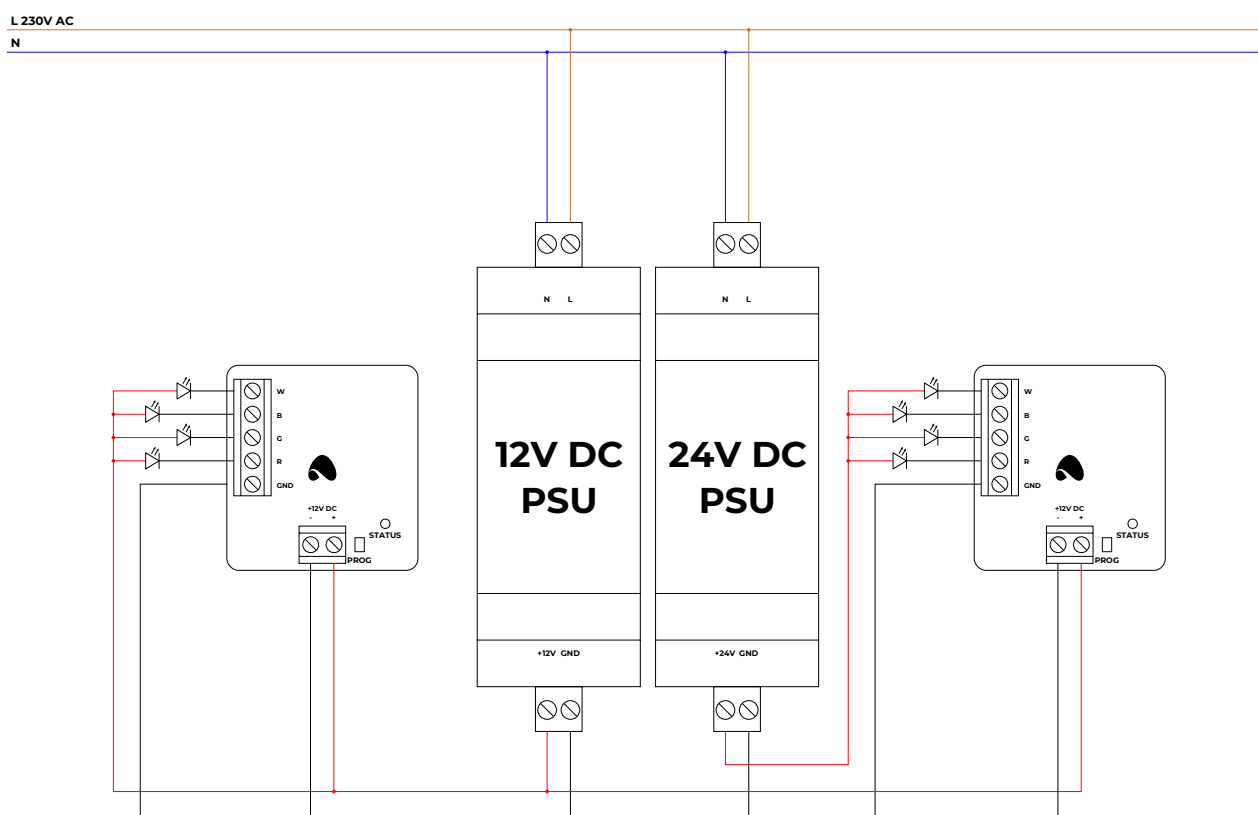 L 230V AC
N
N L
N L
W
B
G
R
GND
+12V DC
- +
STATUS
PROG
12V DC
PSU
24V DC
PSU
W
B
G
R
GND
+12V DC
- +
STATUS
PROG
+12V GND
+24V GND